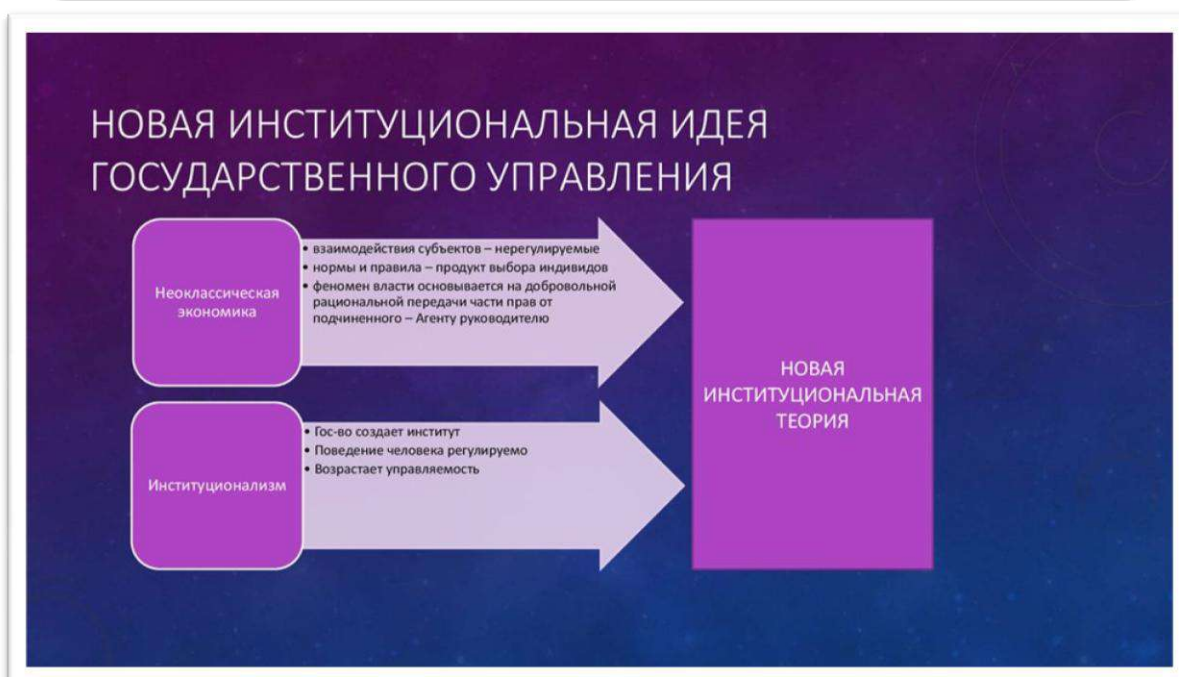 НОВАЯ ИНСТИТУЦИОНАЛЬНАЯ ИДЕЯ
ГОСУДАРСТВЕННОГО УПРАВЛЕНИЯ
Неоклассическая
экономика
• взаимодействия субъектов – нерегулируемые
• нормы и правила – продукт выбора индивидов
• феномен власти основывается на добровольной
рациональной передачи части прав от
подчиненного – Агенту руководителю
Институционализм
• Гос-во создает институт
• Поведение человека регулируемо
• Возрастает управляемость
НОВАЯ
ИНСТИТУЦИОНАЛЬНАЯ
ТЕОРИЯ